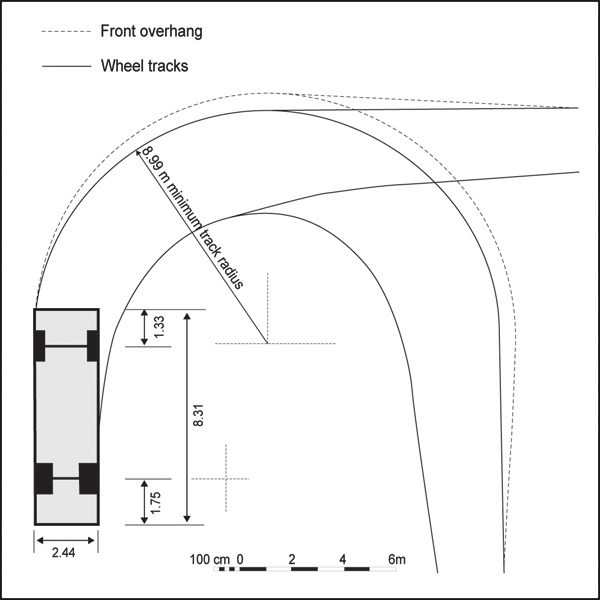 Front overhang
Wheel tracks
8.99 m minimum track radius
1.33
8.31
1.75
2.44
100 cm 0 2 4 6m